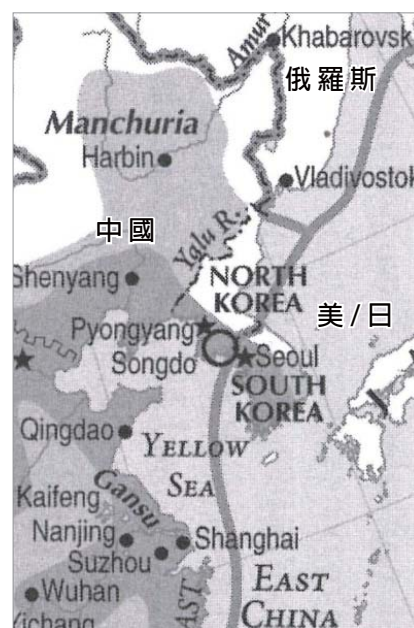 Amur
Khabarovsk
俄羅斯
Manchuria
Harbin
Vladivostok
中國
Yalu R.
Shenyang
NORTH
KOREA
美/日
Pyongyang
Songdo
Seoul
SOUTH
KOREA
Qingdao
YELLOW
SEA
Kaifeng
Gansu
Nanjing
Shanghai
Suzhou
EAST
Wuhan
CHINA
Yichang